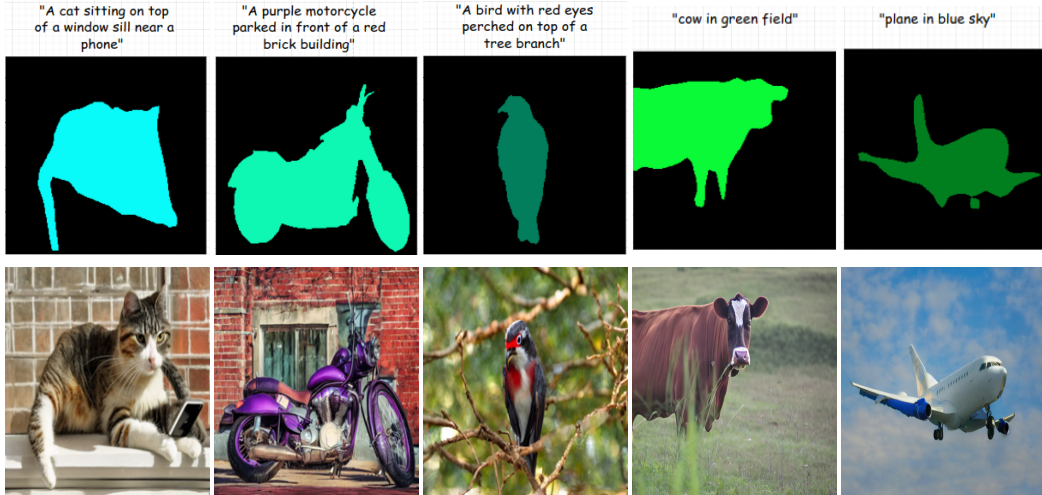 "A cat sitting on top
of a window sill near a
phone"
"A purple motorcycle
parked in front of a red
brick building"
"A bird with red eyes
perched on top of a
tree branch"
"cow in green field"
"plane in blue sky"